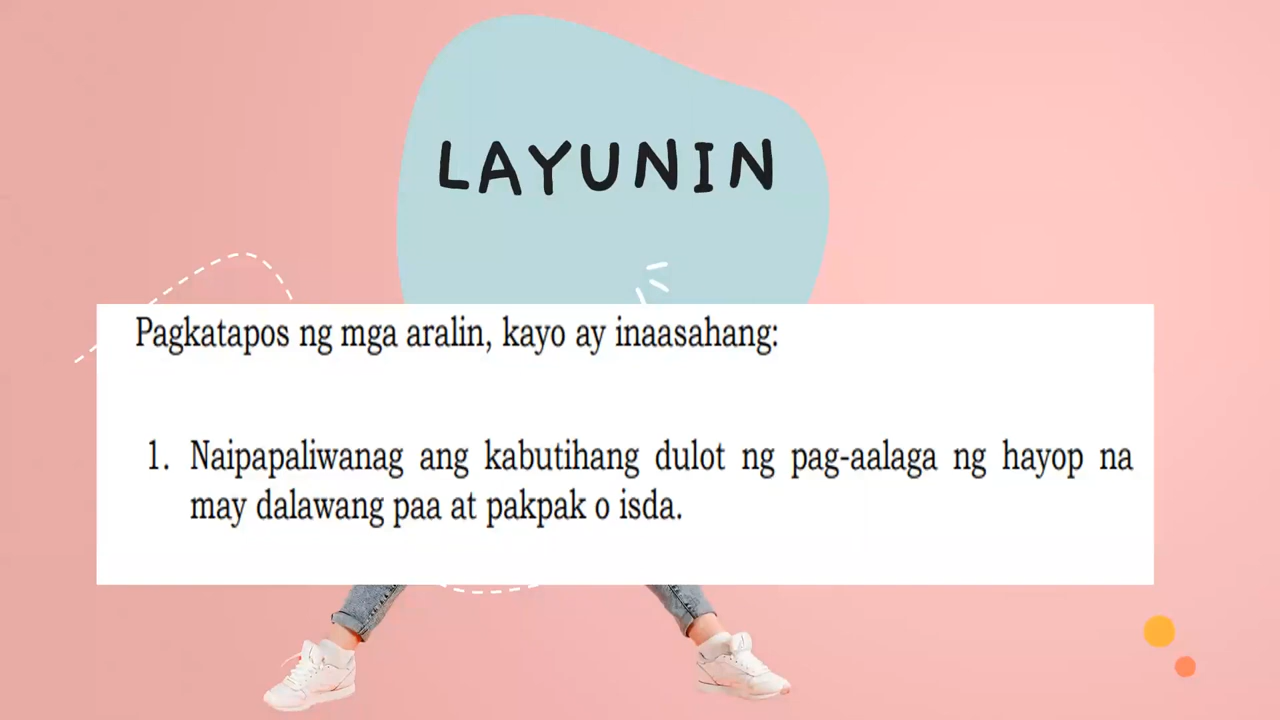 LAYUNIN
Pagkatapos ng mga aralin, kayo ay inaasahang:
1. Naipapaliwanag ang kabutihang dulot ng pag-aalaga ng hayop na
may dalawang paa at pakpak o isda.